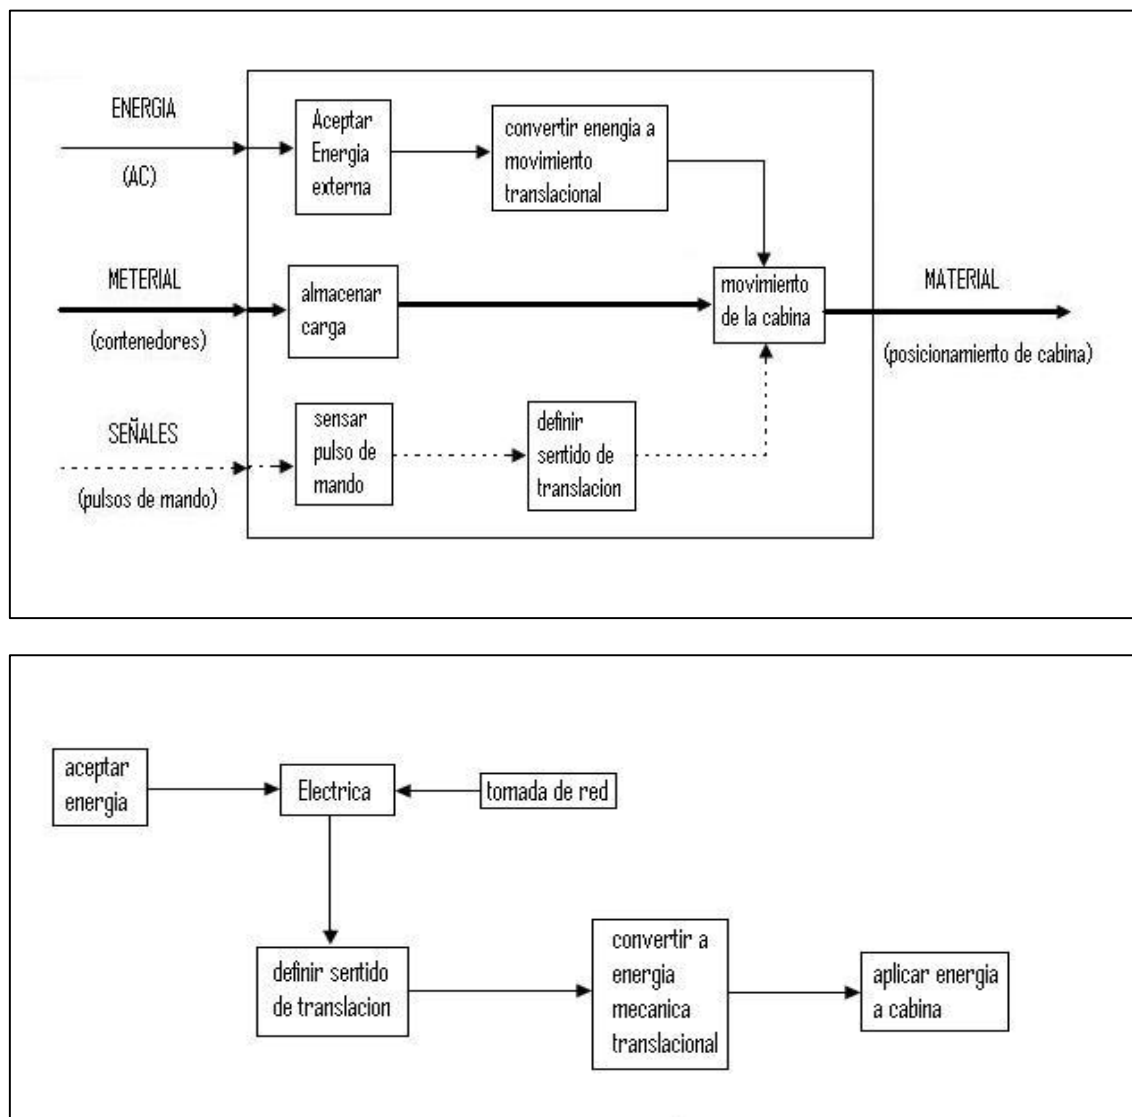 ENERGIA
(AC)
Aceptar
Energia
externa
convertir energia a
movimiento
translacional
METERIAL
(contenedores)
almacenar
carga
movimiento
de la cabina
MATERIAL
(posicionamiento de cabina)
SEÑALES
(pulsos de mando)
sensar
pulso de
mando
definir
sentido de
translacion
aceptar
energia
Electrica
tomada de red
definir sentido
de translacion
convertir a
energia
mecanica
translacional
aplicar energia
a cabina